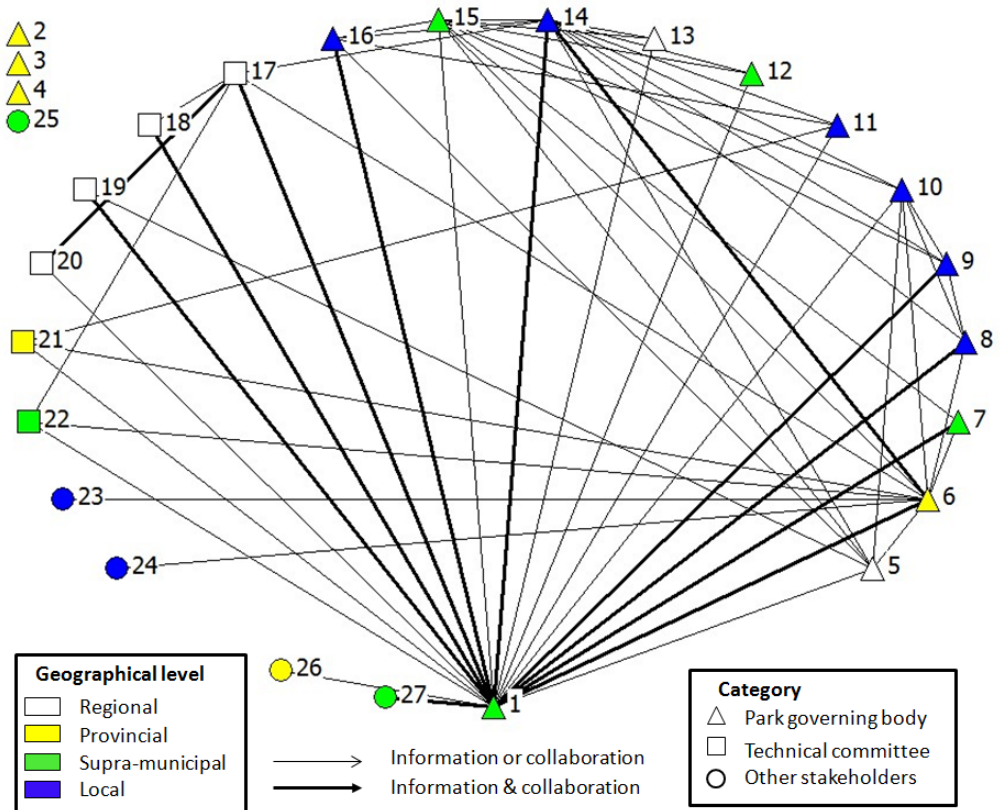 2
3
4
25
15
14
16
13
17
12
18
11
19
10
20
9
21
8
22
7
23
6
24
5
26
27
1
Geographical level
Regional
Provincial
Supra-municipal
Local
Information or collaboration
Information & collaboration
Category
Park governing body
Technical committee
Other stakeholders